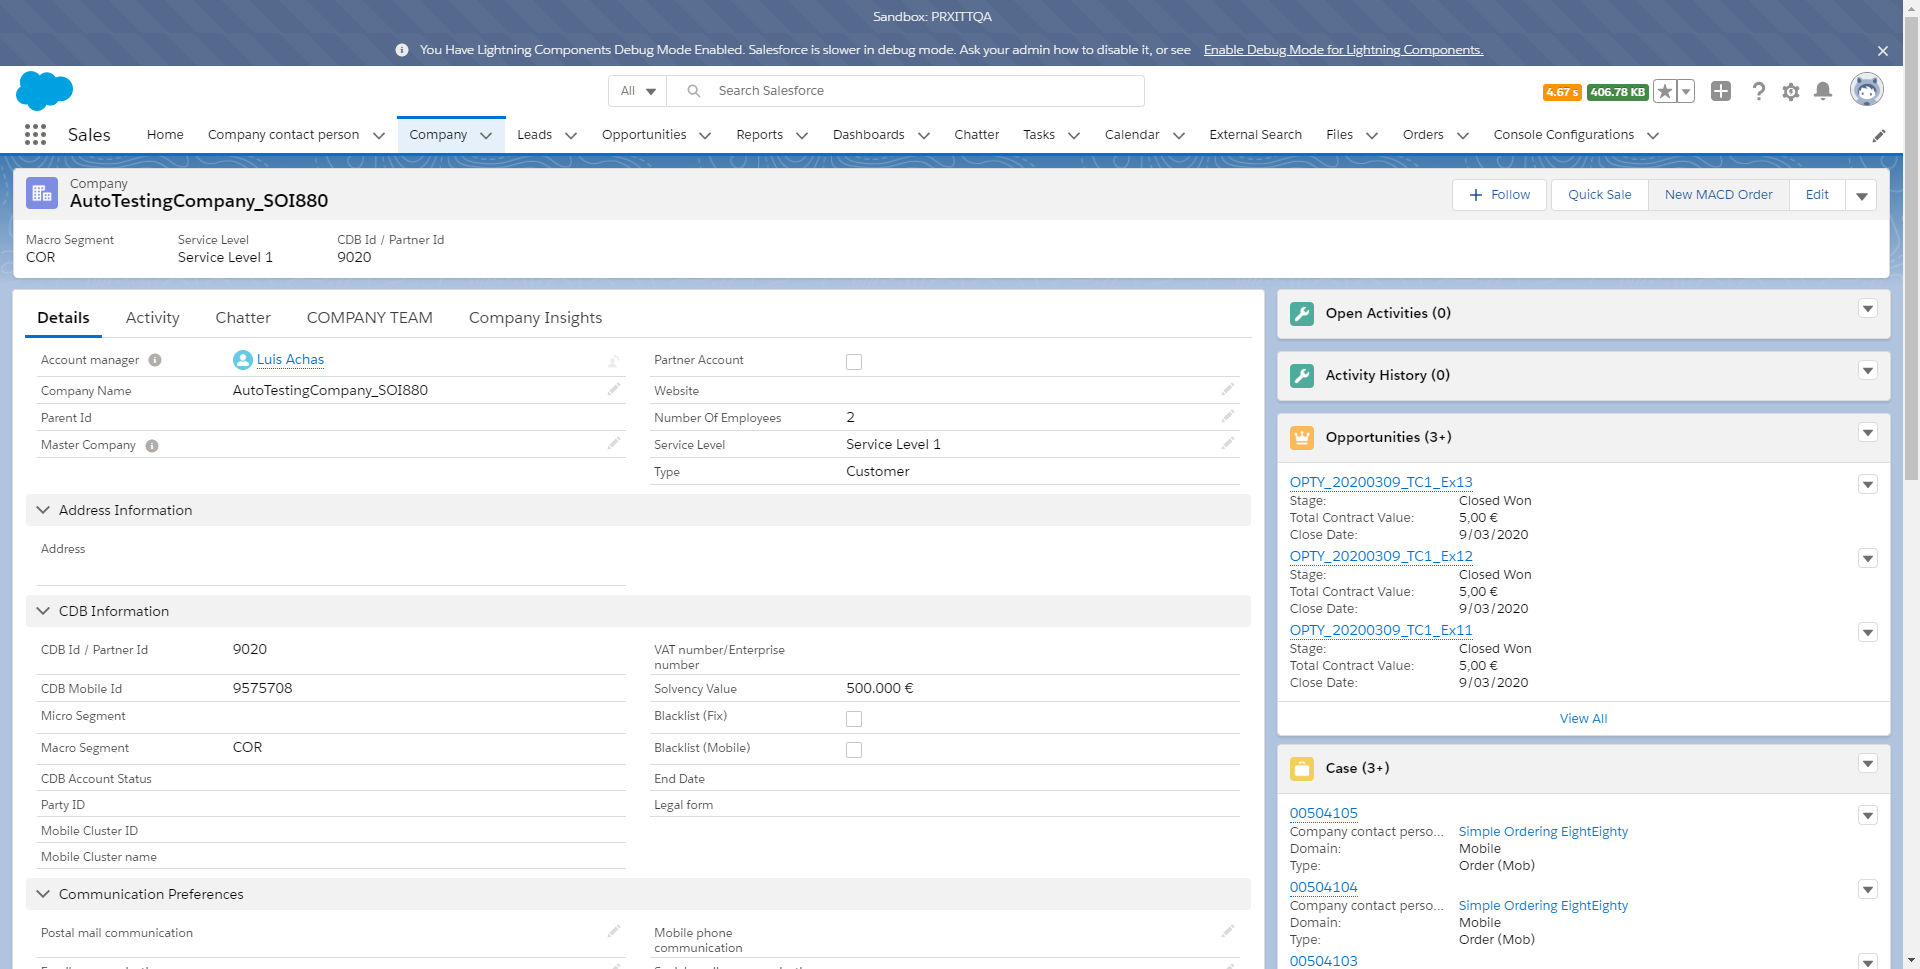 Sandbox: PRXITTQA
You Have Lightning Components Debug Mode Enabled. Salesforce is slower in debug mode. Ask your admin how to disable it, or see Enable Debug Mode for Lightning Components.
All Search Salesforce 4.67 s 406.78 KB
Sales Home Company contact person Company Leads Opportunities Reports Dashboards Chatter Tasks Calendar External Search Files Orders Console Configurations
Company
AutoTestingCompany_SOI880
Follow Quick Sale New MACD Order Edit
Macro Segment Service Level CDB Id / Partner Id
COR Service Level 1 9020
Details Activity Chatter COMPANY TEAM Company Insights
Account manager Luis Achas Partner Account
Company Name AutoTestingCompany_SOI880 Website
Parent Id Number Of Employees 2
Master Company Service Level Service Level 1
Type Customer
Address Information
Address
CDB Information
CDB Id / Partner Id 9020 VAT number/Enterprise
number
CDB Mobile Id 9575708 Solvency Value 500.000 €
Micro Segment Blacklist (Fix)
Macro Segment COR Blacklist (Mobile)
CDB Account Status End Date
Party ID Legal form
Mobile Cluster ID
Mobile Cluster name
Communication Preferences
Postal mail communication Mobile phone
communication
Open Activities (0)
Activity History (0)
Opportunities (3+)
OPTY_20200309_TC1_Ex13
Stage: Closed Won
Total Contract Value: 5,00 €
Close Date: 9/03/2020
OPTY_20200309_TC1_Ex12
Stage: Closed Won
Total Contract Value: 5,00 €
Close Date: 9/03/2020
OPTY_20200309_TC1_Ex11
Stage: Closed Won
Total Contract Value: 5,00 €
Close Date: 9/03/2020
View All
Case (3+)
00504105
Company contact perso... Simple Ordering EightEighty
Domain: Mobile
Type: Order (Mob)
00504104
Company contact perso... Simple Ordering EightEighty
Domain: Mobile
Type: Order (Mob)
00504103